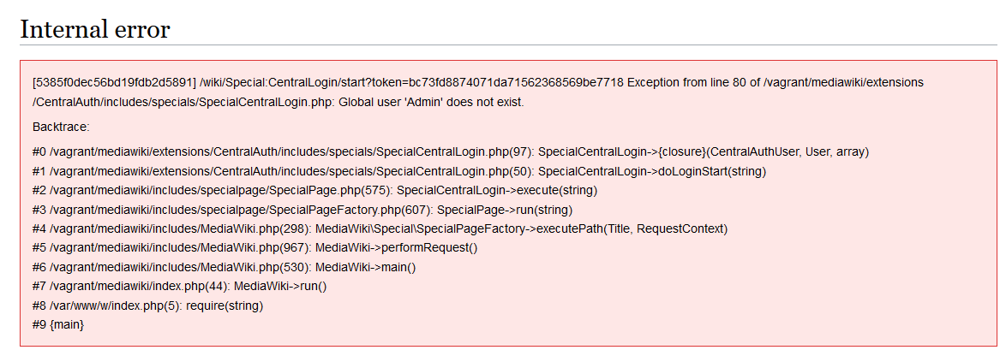 Internal error
[5385f0dec56bd19fdb2d5891] /wiki/Special:CentralLogin/start?token=bc73fd8874071da71562368569be7718 Exception from line 80 of /vagrant/mediawiki/extensions
/CentralAuth/includes/specials/SpecialCentralLogin.php: Global user 'Admin' does not exist.
Backtrace:
#0 /vagrant/mediawiki/extensions/CentralAuth/includes/specials/SpecialCentralLogin.php(97): SpecialCentralLogin->{closure}(CentralAuthUser, User, array)
#1 /vagrant/mediawiki/extensions/CentralAuth/includes/specials/SpecialCentralLogin.php(50): SpecialCentralLogin->doLoginStart(string)
#2 /vagrant/mediawiki/includes/specialpage/SpecialPage.php(575): SpecialCentralLogin->execute(string)
#3 /vagrant/mediawiki/includes/specialpage/SpecialPageFactory.php(607): SpecialPage->run(string)
#4 /vagrant/mediawiki/includes/MediaWiki.php(298): MediaWiki\Special\SpecialPageFactory->executePath(Title, RequestContext)
#5 /vagrant/mediawiki/includes/MediaWiki.php(967): MediaWiki->performRequest()
#6 /vagrant/mediawiki/includes/MediaWiki.php(530): MediaWiki->main()
#7 /vagrant/mediawiki/index.php(44): MediaWiki->run()
#8 /var/www/w/index.php(5): require(string)
#9 {main}